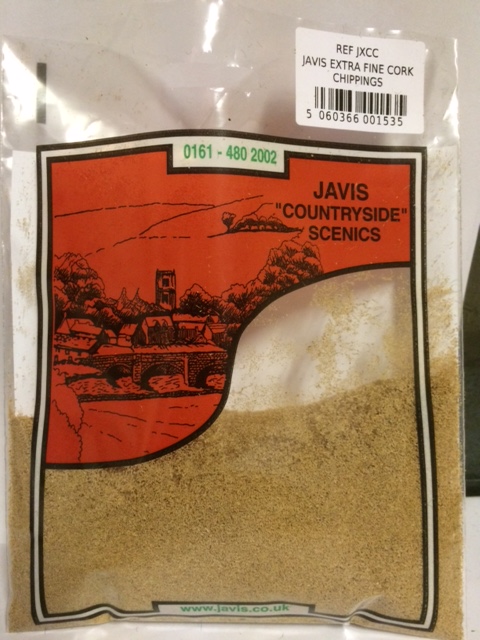 REF JXCC
JAVIS EXTRA FINE CORK
CHIPPINGS
5 060366 001535
0161 - 480 2002
JAVIS
"COUNTRYSIDE"
SCENICS
www.javis.co.uk